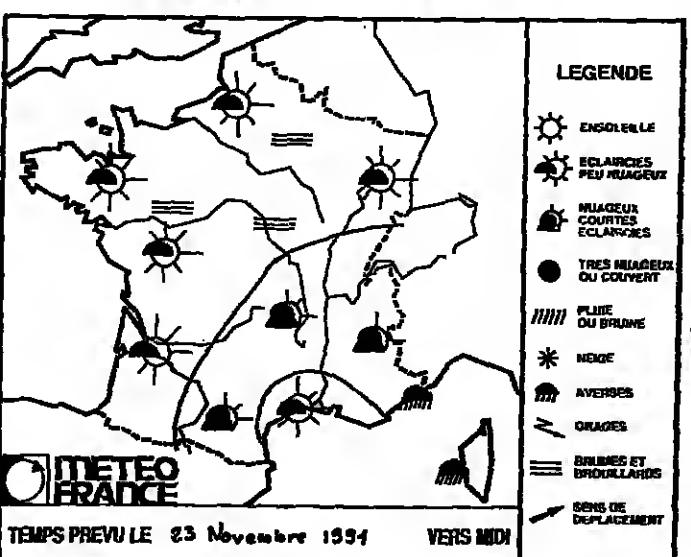 LEGENDE
ENSOLEILLE
ECLAIRCIES
PEU NUAGEUX
NUAGEUX
COURTES
ECLAIRCIES
TRES NUAGEUX
OU COUVERT
PLUIE
OU BRUINE
NEIGE
AVERSES
ORAGES
BRUMES ET
BROUILLARDS
SENS DE
DEPLACEMENT
METEO
FRANCE
TEMPS PREVU LE 23 Novembre 1991 VERS MIDI